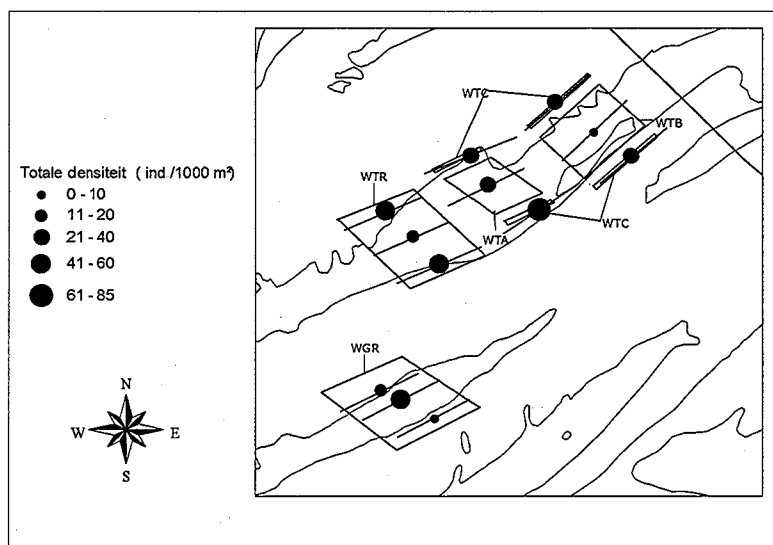 Totale densiteit (ind./1000 m³)
0 - 10
11 - 20
21 - 40
41 - 60
61 - 85
N
W
E
S
WTC
WTB
WTR
WTA
WTC
WGR